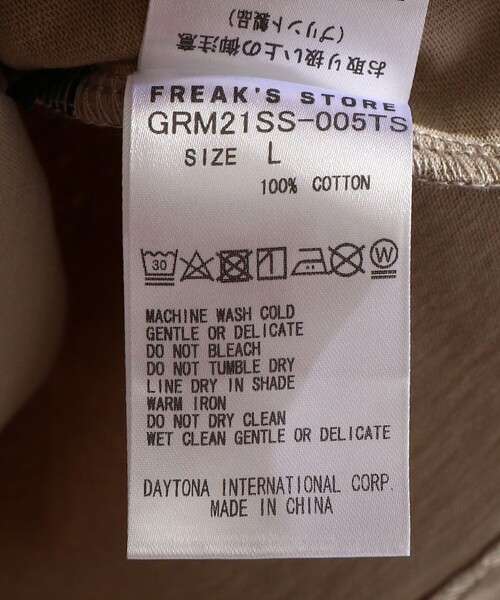 お取り扱い上の御注意
(プリント製品)
FREAK'S STORE
GRM21SS-005TS
SIZE L
100% COTTON
30 W
MACHINE WASH COLD
GENTLE OR DELICATE
DO NOT BLEACH
DO NOT TUMBLE DRY
LINE DRY IN SHADE
WARM IRON
DO NOT DRY CLEAN
WET CLEAN GENTLE OR DELICATE
DAYTONA INTERNATIONAL CORP.
MADE IN CHINA